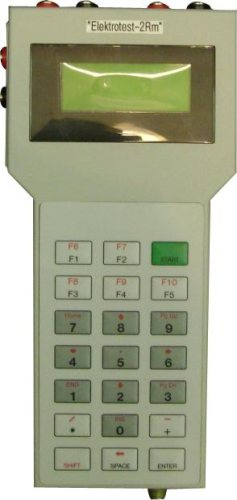 "Elektrotest-2Rm"
F6 F7
F1 F2 START
F8 F9 F10
F3 F4 F5
Home Pg Up
7 8 9
4 5 6
END Pg Dn
1 2 3
INS
* 0 +
SHIFT SPACE ENTER